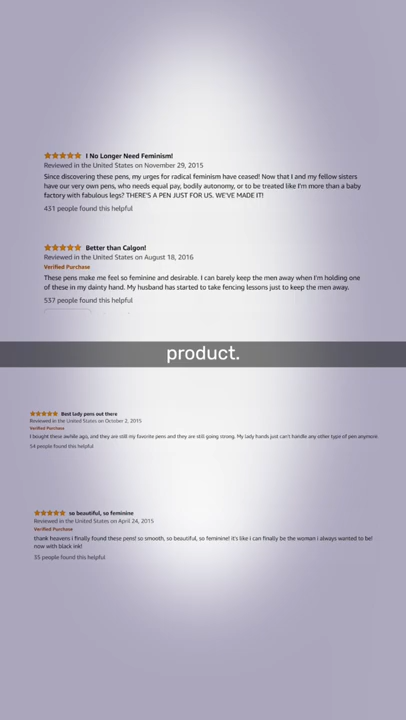 I No Longer Need Feminism!
Reviewed in the United States on November 29, 2015
Since discovering these pens, my urges for radical feminism have ceased! Now that I and my fellow sisters
have our very own pens, who needs equal pay, bodily autonomy, or to be treated like I'm more than a baby
factory with fabulous legs? THERE'S A PEN JUST FOR US. WE'VE MADE IT!
431 people found this helpful
Better than Calgon!
Reviewed in the United States on August 18, 2016
Verified Purchase
These pens make me feel so feminine and desirable. I can barely keep the men away when I'm holding one
of these in my dainty hand. My husband has started to take fencing lessons just to keep the men away.
537 people found this helpful
product.
Best lady pens out there
Reviewed in the United States on October 2, 2015
Verified Purchase
I bought these awhile ago, and they are still my favorite pens and they are still going strong. My lady hands just can't handle any other type of pen anymore.
54 people found this helpful
so beautiful, so feminine
Reviewed in the United States on April 24, 2015
Verified Purchase
thank heavens i finally found these pens! so smooth, so beautiful, so feminine! it's like i can finally be the woman i always wanted to be!
now with black ink!
35 people found this helpful